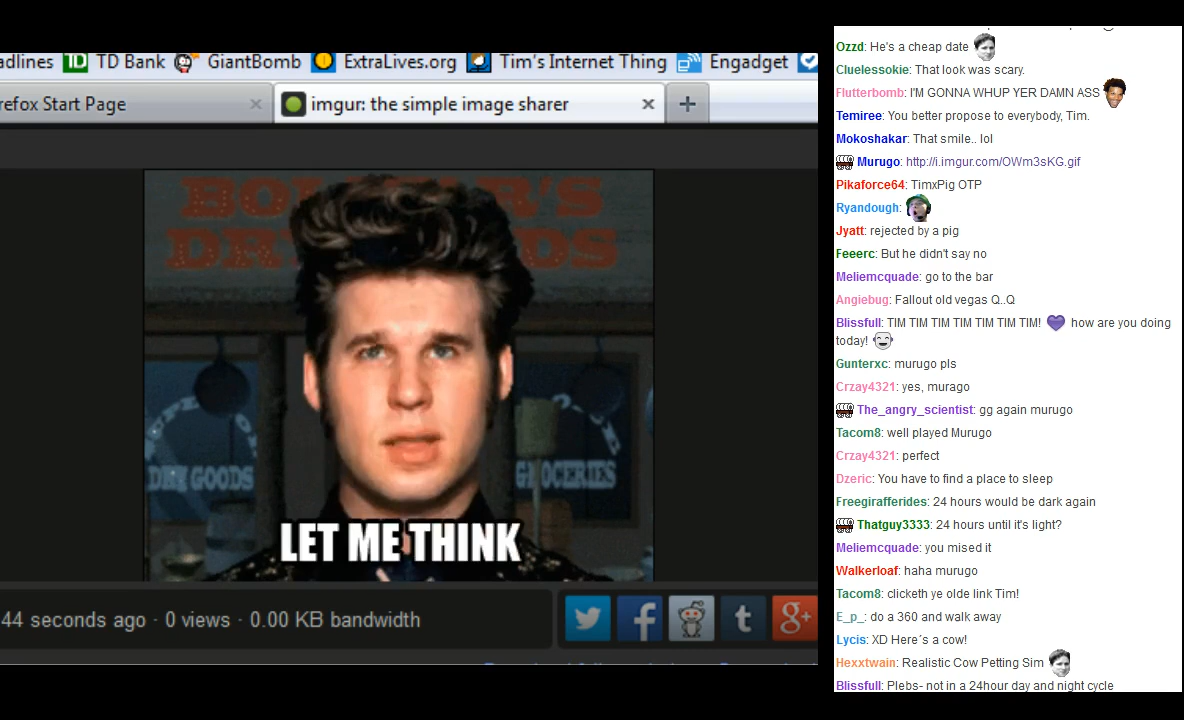 adlines TD TD Bank GiantBomb ExtraLives.org Tim's Internet Thing Engadget
refox Start Page × imgur: the simple image sharer × +
DRY GOODS
GROCERIES
LET ME THINK
44 seconds ago · 0 views · 0.00 KB bandwidth
Ozzd: He's a cheap date
Cluelessokie: That look was scary.
Flutterbomb: I'M GONNA WHUP YER DAMN ASS
Temiree: You better propose to everybody, Tim.
Mokoshakar: That smile.. lol
Murugo: http://i.imgur.com/OWm3sKG.gif
Pikaforce64: TimxPig OTP
Ryandough:
Jyatt: rejected by a pig
Feeerc: But he didn't say no
Meliemcquade: go to the bar
Angiebug: Fallout old vegas Q..Q
Blissfull: TIM TIM TIM TIM TIM TIM TIM! how are you doing
today!
Gunterxc: murugo pls
Crzay4321: yes, murago
The_angry_scientist: gg again murugo
Tacom8: well played Murugo
Crzay4321: perfect
Dzeric: You have to find a place to sleep
Freegirafferides: 24 hours would be dark again
Thatguy3333: 24 hours until it's light?
Meliemcquade: you mised it
Walkerloaf: haha murugo
Tacom8: clicketh ye olde link Tim!
E_p_: do a 360 and walk away
Lycis: XD Here´s a cow!
Hexxtwain: Realistic Cow Petting Sim
Blissfull: Plebs- not in a 24hour day and night cycle